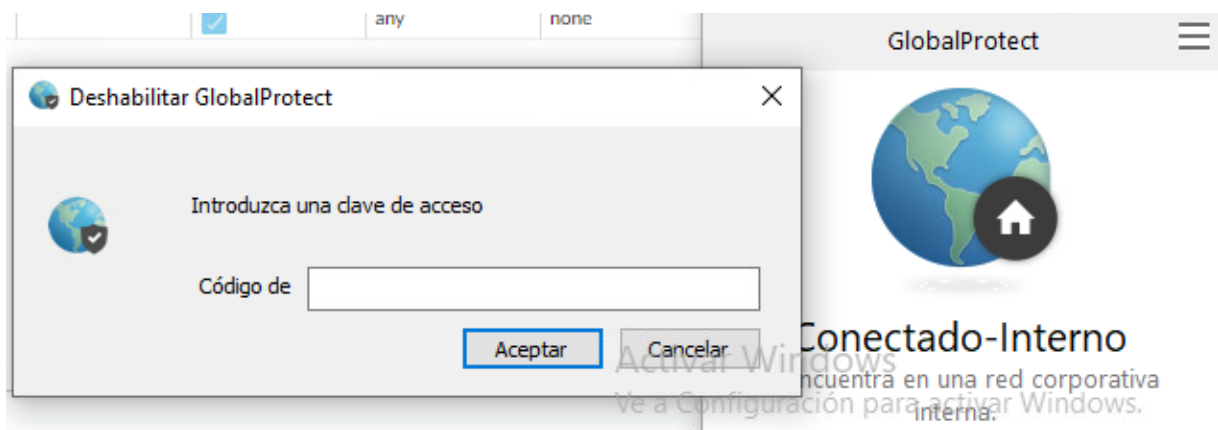 any none
GlobalProtect
Deshabilitar GlobalProtect
Introduzca una clave de acceso
Código de
Aceptar Cancelar
Conectado-Interno
ncuentra en una red corporativa
interna.
Activar Windows
Ve a Configuración para activar Windows.